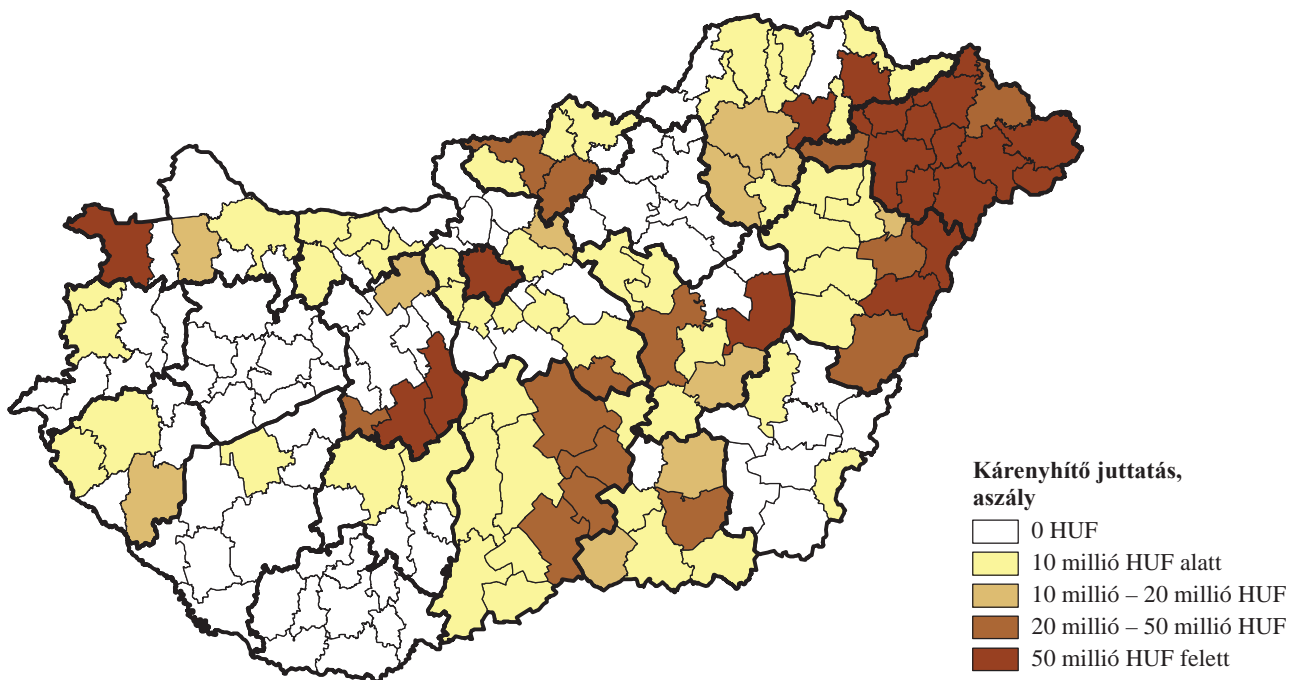 Kárenyhítő juttatás,
aszály
0 HUF
10 millió HUF alatt
10 millió – 20 millió HUF
20 millió – 50 millió HUF
50 millió HUF felett